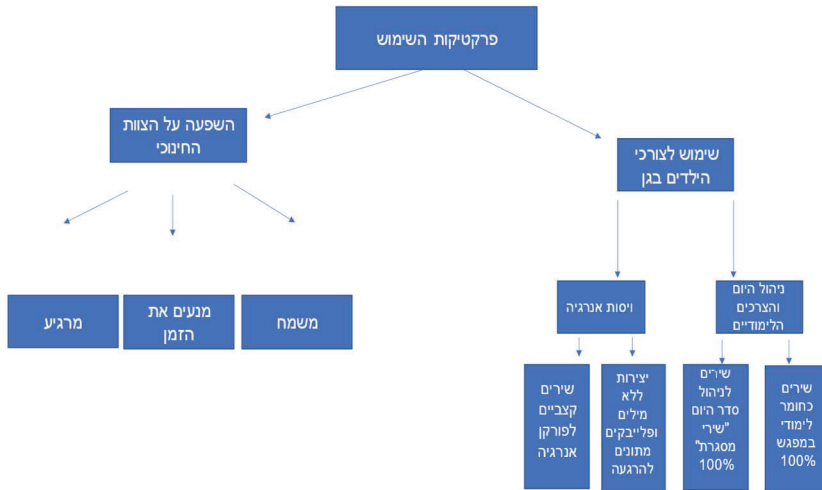 פרקטיקות השימוש
שימוש לצורכי
הילדים בגן
השפעה על הצוות
החינוכי
ניהול היום
והצרכים
הלימודיים
ויסות אנרגיה
משמח
מנעים את
הזמן
מרגיע
שירים
כחומר
לימודי
במפגש
100%
שירים
לניהול
סדר היום
"שירי
מסגרת"
100%
יצירות
ללא
מילים
ופלייבקים
מתונים
להרגעה
שירים
קצביים
לפורקן
אנרגיה